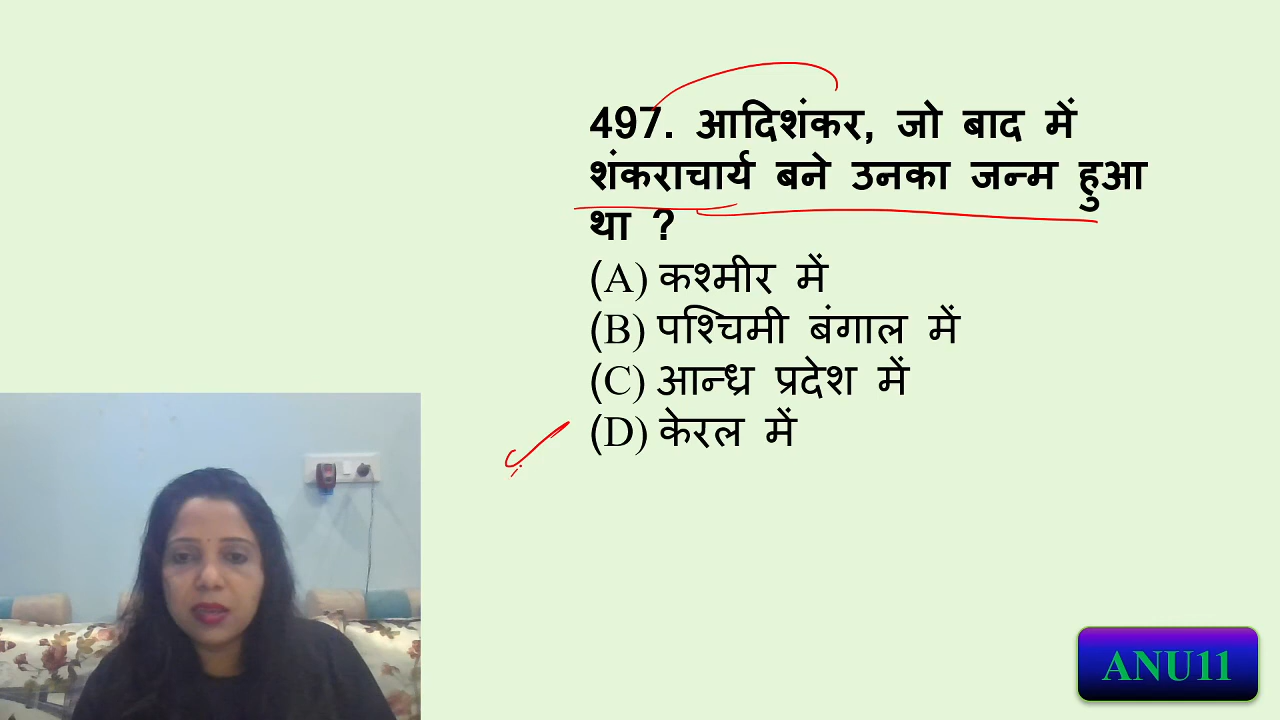 497. आदिशंकर, जो बाद में
शंकराचार्य बने उनका जन्म हुआ
था ?
(A) कश्मीर में
(B) पश्चिमी बंगाल में
(C) आन्ध्र प्रदेश में
(D) केरल में
ANU11